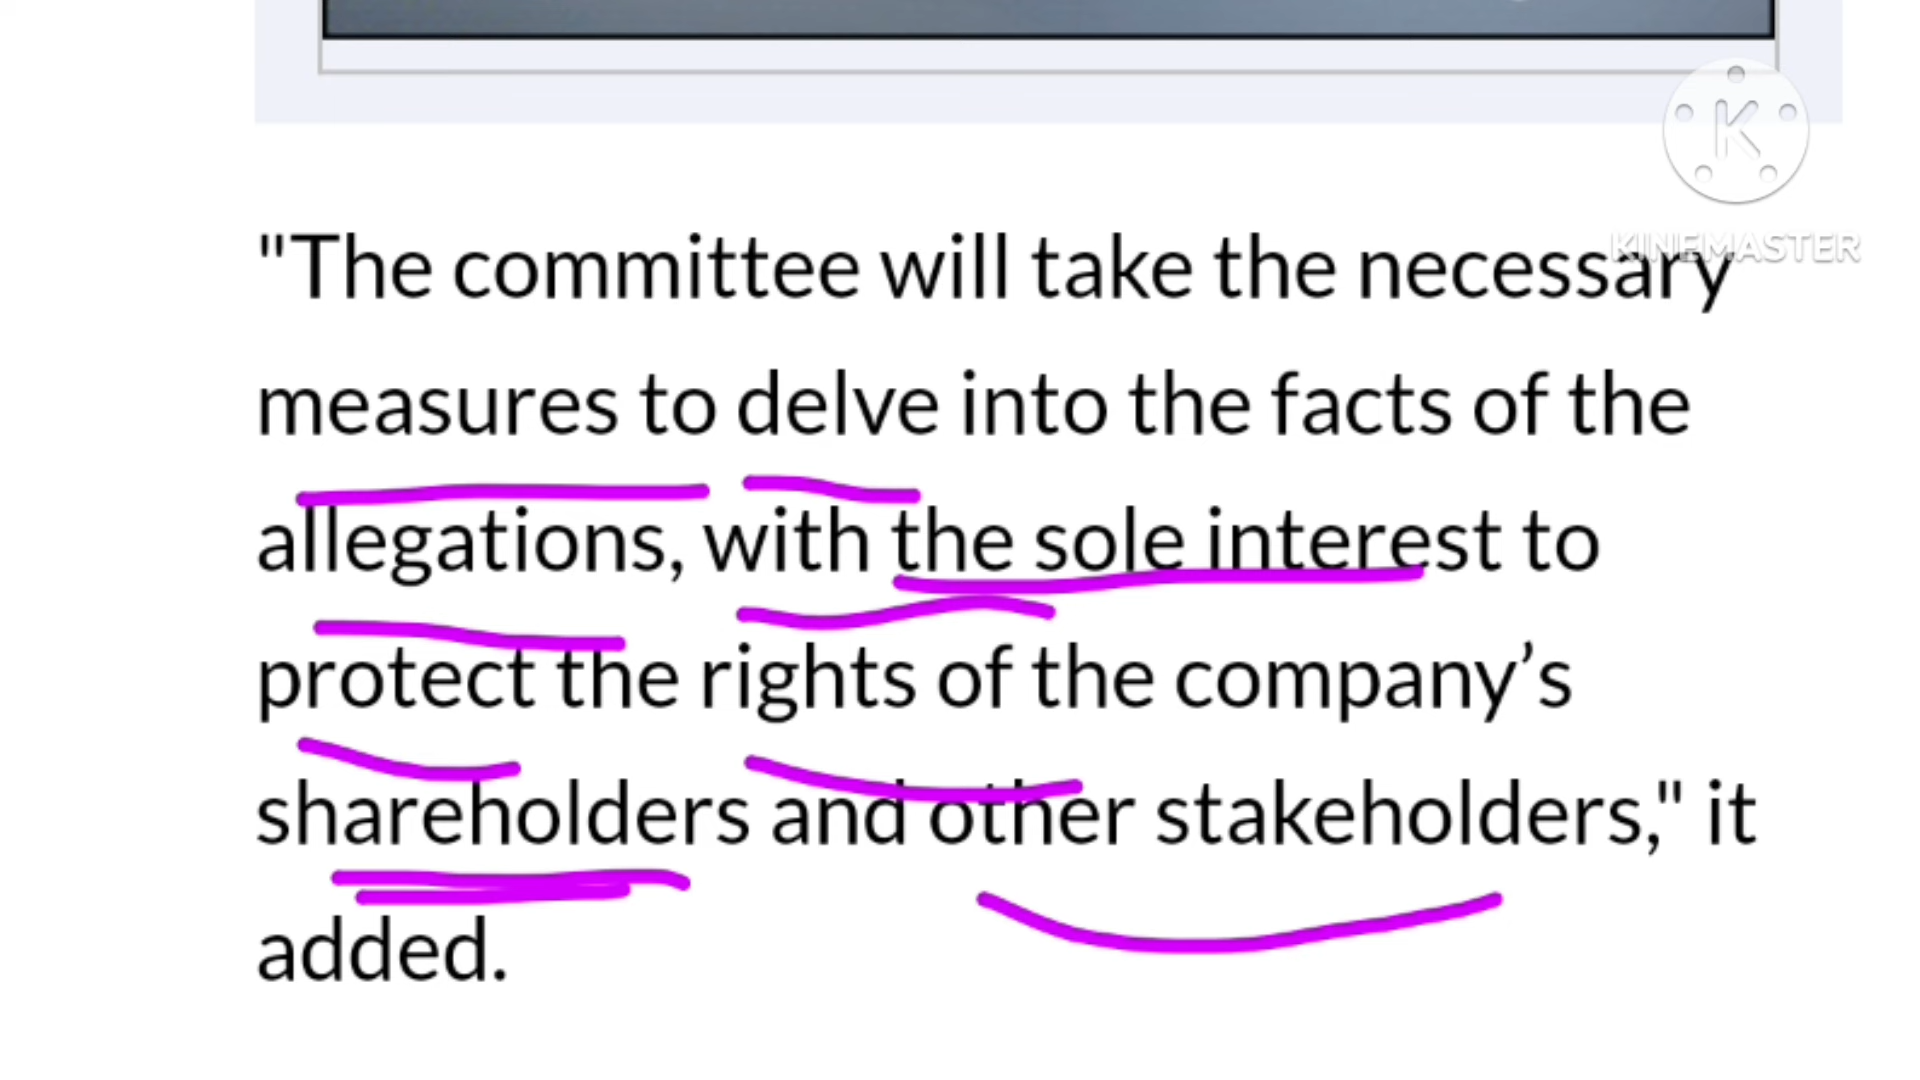 K
KINEMASTER
"The committee will take the necessary
measures to delve into the facts of the
allegations, with the sole interest to
protect the rights of the company’s
shareholders and other stakeholders," it
added.